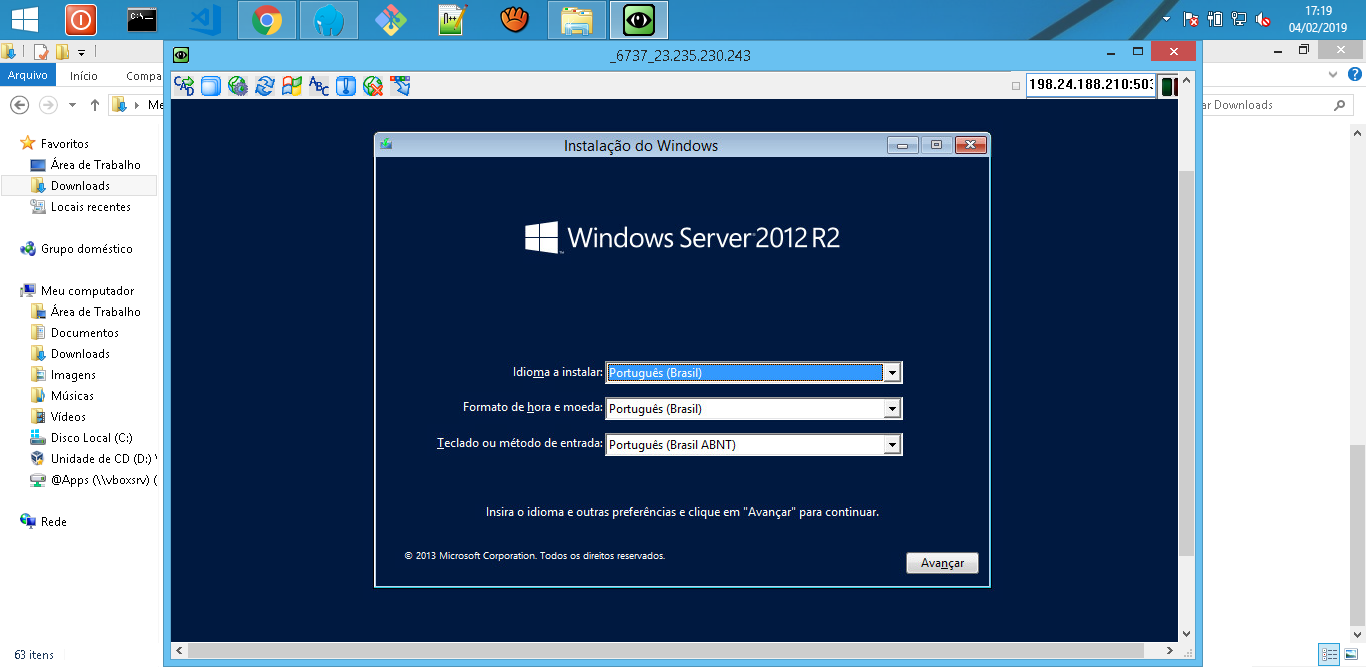 C:\_
N++
17:19
04/02/2019
Arquivo
Início
Compa
Me
ar Downloads
Favoritos
Área de Trabalho
Downloads
Locais recentes
Grupo doméstico
Meu computador
Área de Trabalho
Documentos
Downloads
Imagens
Músicas
Vídeos
Disco Local (C:)
Unidade de CD (D:)
@Apps (\\vboxsrv) (
Rede
63 itens
_6737_23.235.230.243
198.24.188.210:503
Instalação do Windows
Windows Server 2012 R2
Idioma a instalar: Português (Brasil)
Formato de hora e moeda: Português (Brasil)
Teclado ou método de entrada: Português (Brasil ABNT)
Insira o idioma e outras preferências e clique em "Avançar" para continuar.
© 2013 Microsoft Corporation. Todos os direitos reservados.
Avançar